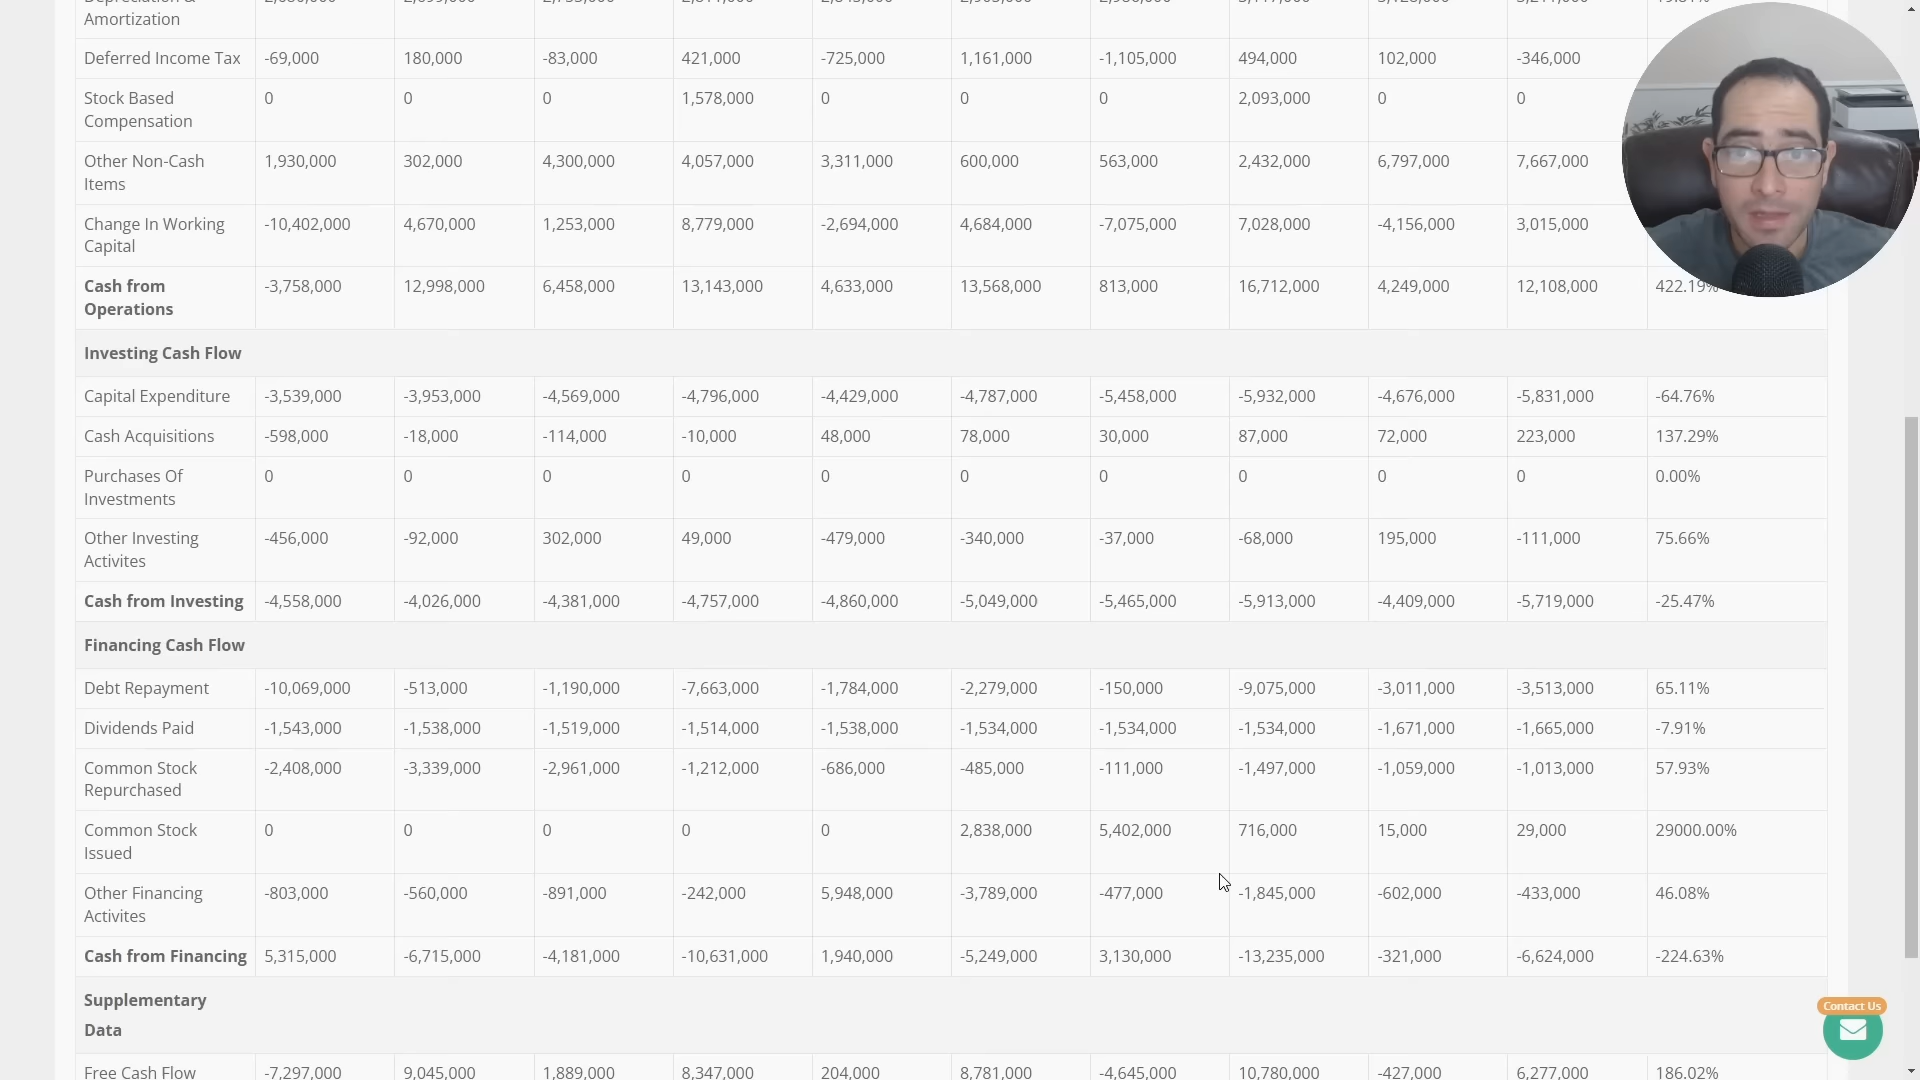 Amortization
Deferred Income Tax -69,000 180,000 -83,000 421,000 -725,000 1,161,000 -1,105,000 494,000 102,000 -346,000
Stock Based Compensation 0 0 0 1,578,000 0 0 0 2,093,000 0 0
Other Non-Cash Items 1,930,000 302,000 4,300,000 4,057,000 3,311,000 600,000 563,000 2,432,000 6,797,000 7,667,000
Change In Working Capital -10,402,000 4,670,000 1,253,000 8,779,000 -2,694,000 4,684,000 -7,075,000 7,028,000 -4,156,000 3,015,000
Cash from Operations -3,758,000 12,998,000 6,458,000 13,143,000 4,633,000 13,568,000 813,000 16,712,000 4,249,000 12,108,000 422.19%
Investing Cash Flow
Capital Expenditure -3,539,000 -3,953,000 -4,569,000 -4,796,000 -4,429,000 -4,787,000 -5,458,000 -5,932,000 -4,676,000 -5,831,000 -64.76%
Cash Acquisitions -598,000 -18,000 -114,000 -10,000 48,000 78,000 30,000 87,000 72,000 223,000 137.29%
Purchases Of Investments 0 0 0 0 0 0 0 0 0 0 0.00%
Other Investing Activites -456,000 -92,000 302,000 49,000 -479,000 -340,000 -37,000 -68,000 195,000 -111,000 75.66%
Cash from Investing -4,558,000 -4,026,000 -4,381,000 -4,757,000 -4,860,000 -5,049,000 -5,465,000 -5,913,000 -4,409,000 -5,719,000 -25.47%
Financing Cash Flow
Debt Repayment -10,069,000 -513,000 -1,190,000 -7,663,000 -1,784,000 -2,279,000 -150,000 -9,075,000 -3,011,000 -3,513,000 65.11%
Dividends Paid -1,543,000 -1,538,000 -1,519,000 -1,514,000 -1,538,000 -1,534,000 -1,534,000 -1,534,000 -1,671,000 -1,665,000 -7.91%
Common Stock Repurchased -2,408,000 -3,339,000 -2,961,000 -1,212,000 -686,000 -485,000 -111,000 -1,497,000 -1,059,000 -1,013,000 57.93%
Common Stock Issued 0 0 0 0 0 2,838,000 5,402,000 716,000 15,000 29,000 29000.00%
Other Financing Activites -803,000 -560,000 -891,000 -242,000 5,948,000 -3,789,000 -477,000 -1,845,000 -602,000 -433,000 46.08%
Cash from Financing 5,315,000 -6,715,000 -4,181,000 -10,631,000 1,940,000 -5,249,000 3,130,000 -13,235,000 -321,000 -6,624,000 -224.63%
Supplementary
Data
Free Cash Flow -7,297,000 9,045,000 1,889,000 8,347,000 204,000 8,781,000 -4,645,000 10,780,000 -427,000 6,277,000 186.02%
Contact Us